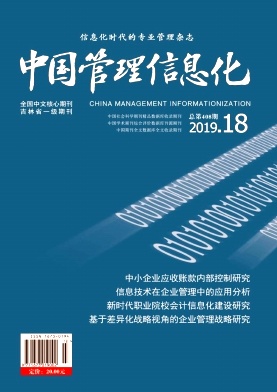 信息化时代的专业管理杂志
中国管理信息化
全国中文核心期刊
吉林省一级期刊
CHINA MANAGEMENT INFORMATIONIZATION
总第408期
2019.18
中小企业应收账款内部控制研究
信息技术在企业管理中的应用分析
新时代职业院校会计信息化建设研究
基于差异化战略视角的企业管理战略研究
定价：20.00元